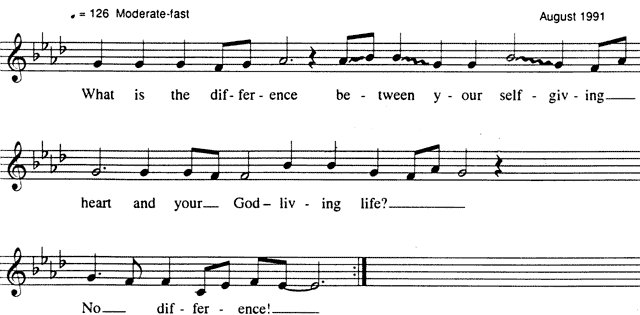 ♩ = 126 Moderate-fast August 1991
What is the dif-fer-ence be-tween y-our self-giv-ing
heart and your God-liv-ing life?
No dif-fer-ence!